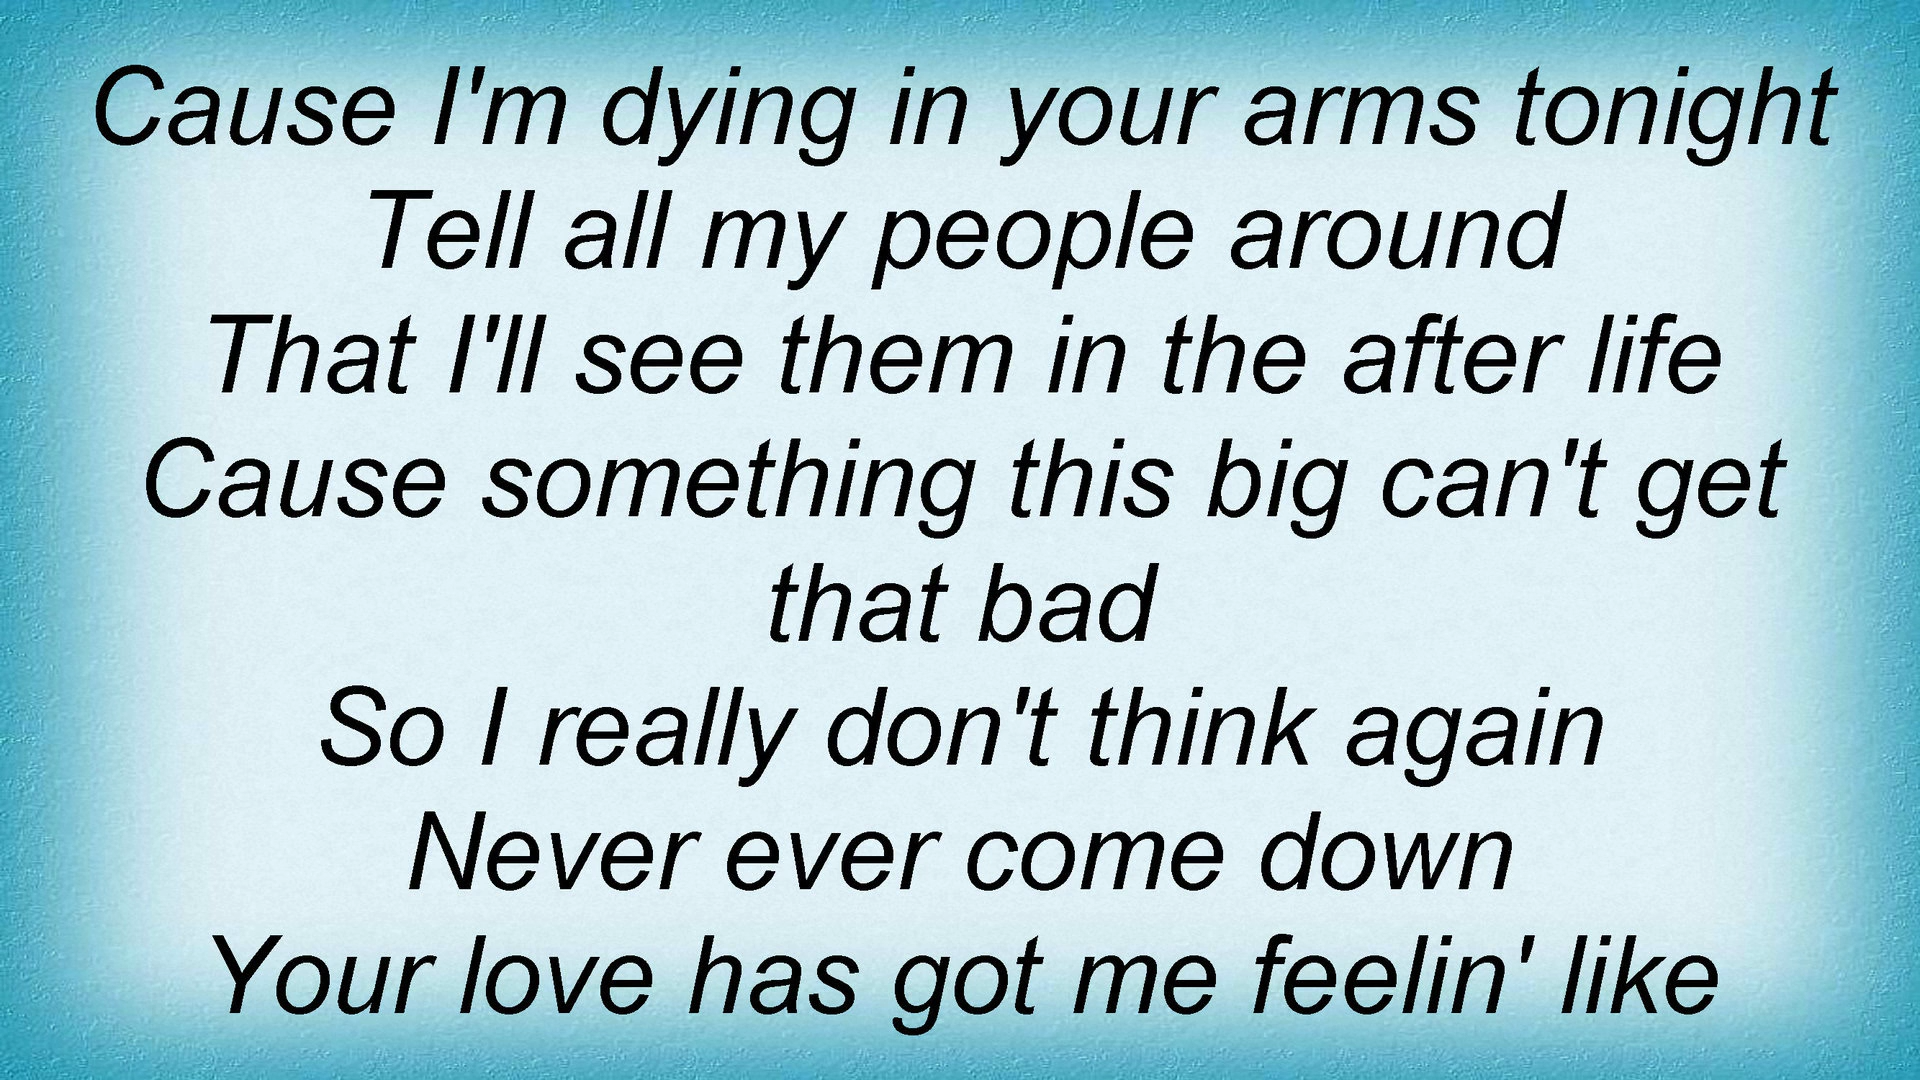 Cause I'm dying in your arms tonight
Tell all my people around
That I'll see them in the after life
Cause something this big can't get
that bad
So I really don't think again
Never ever come down
Your love has got me feelin' like